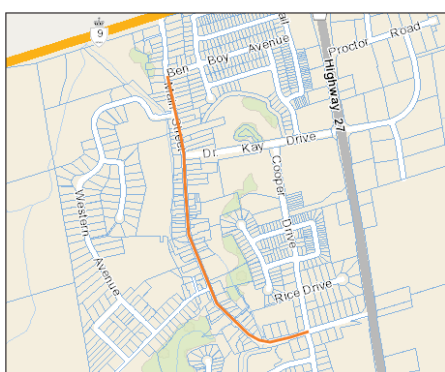 9
Ben Boy Avenue
Main Street
Proctor Road
Highway 27
Dr. Kay Drive
Cooper Drive
Western Avenue
Rice Drive